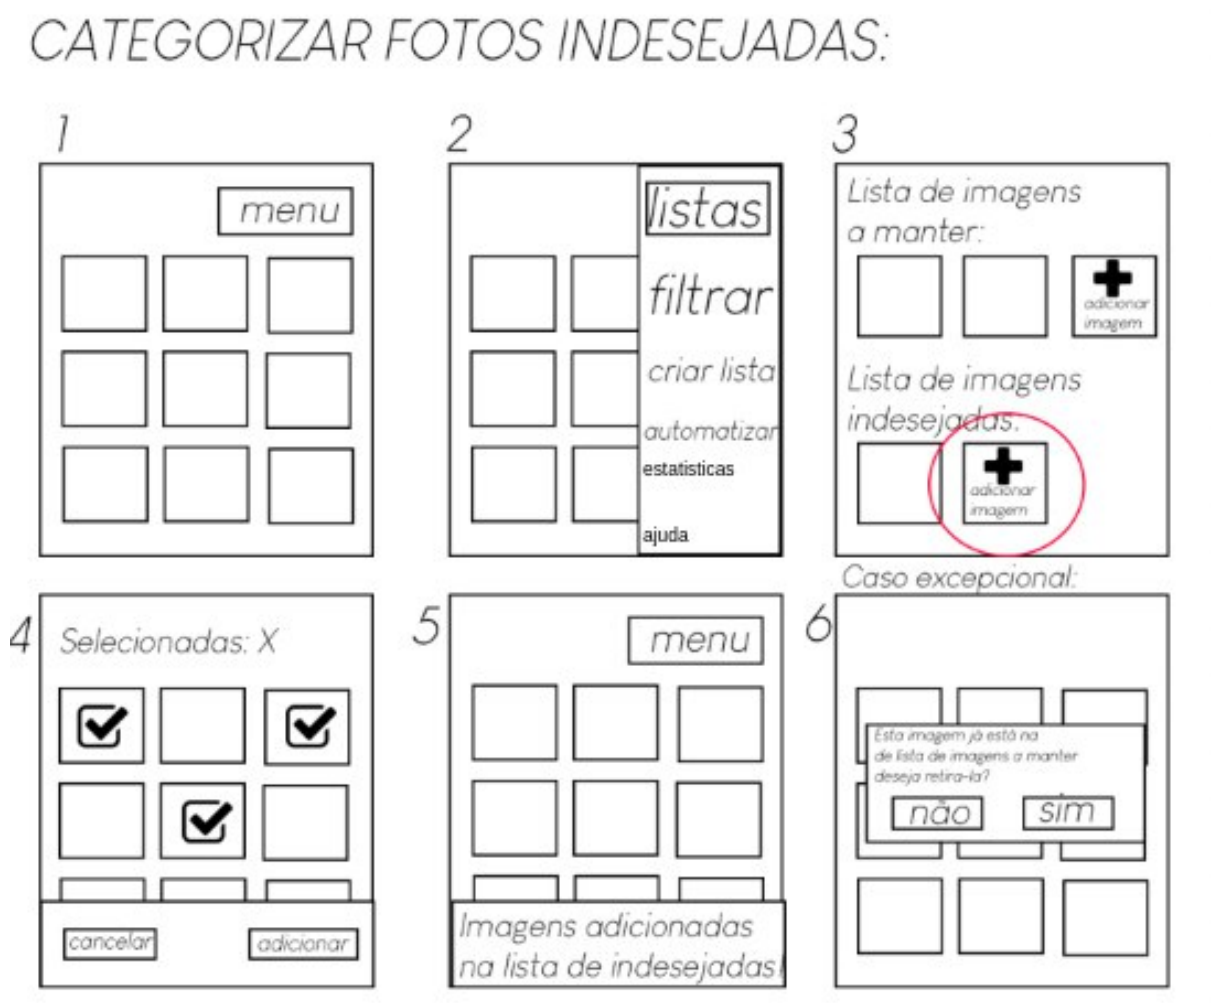 CATEGORIZAR FOTOS INDESEJADAS:
1
menu
2
listas
filtrar
criar lista
automatizar
estatisticas
ajuda
3
Lista de imagens
a manter:
adicionar
imagem
Lista de imagens
indesejadas:
adicionar
imagem
4
Selecionadas: X
cancelar
adicionar
5
menu
Imagens adicionadas
na lista de indesejadas!
Caso excepcional:
6
Esta imagem já está na
de lista de imagens a manter
deseja retira-la?
não
sim